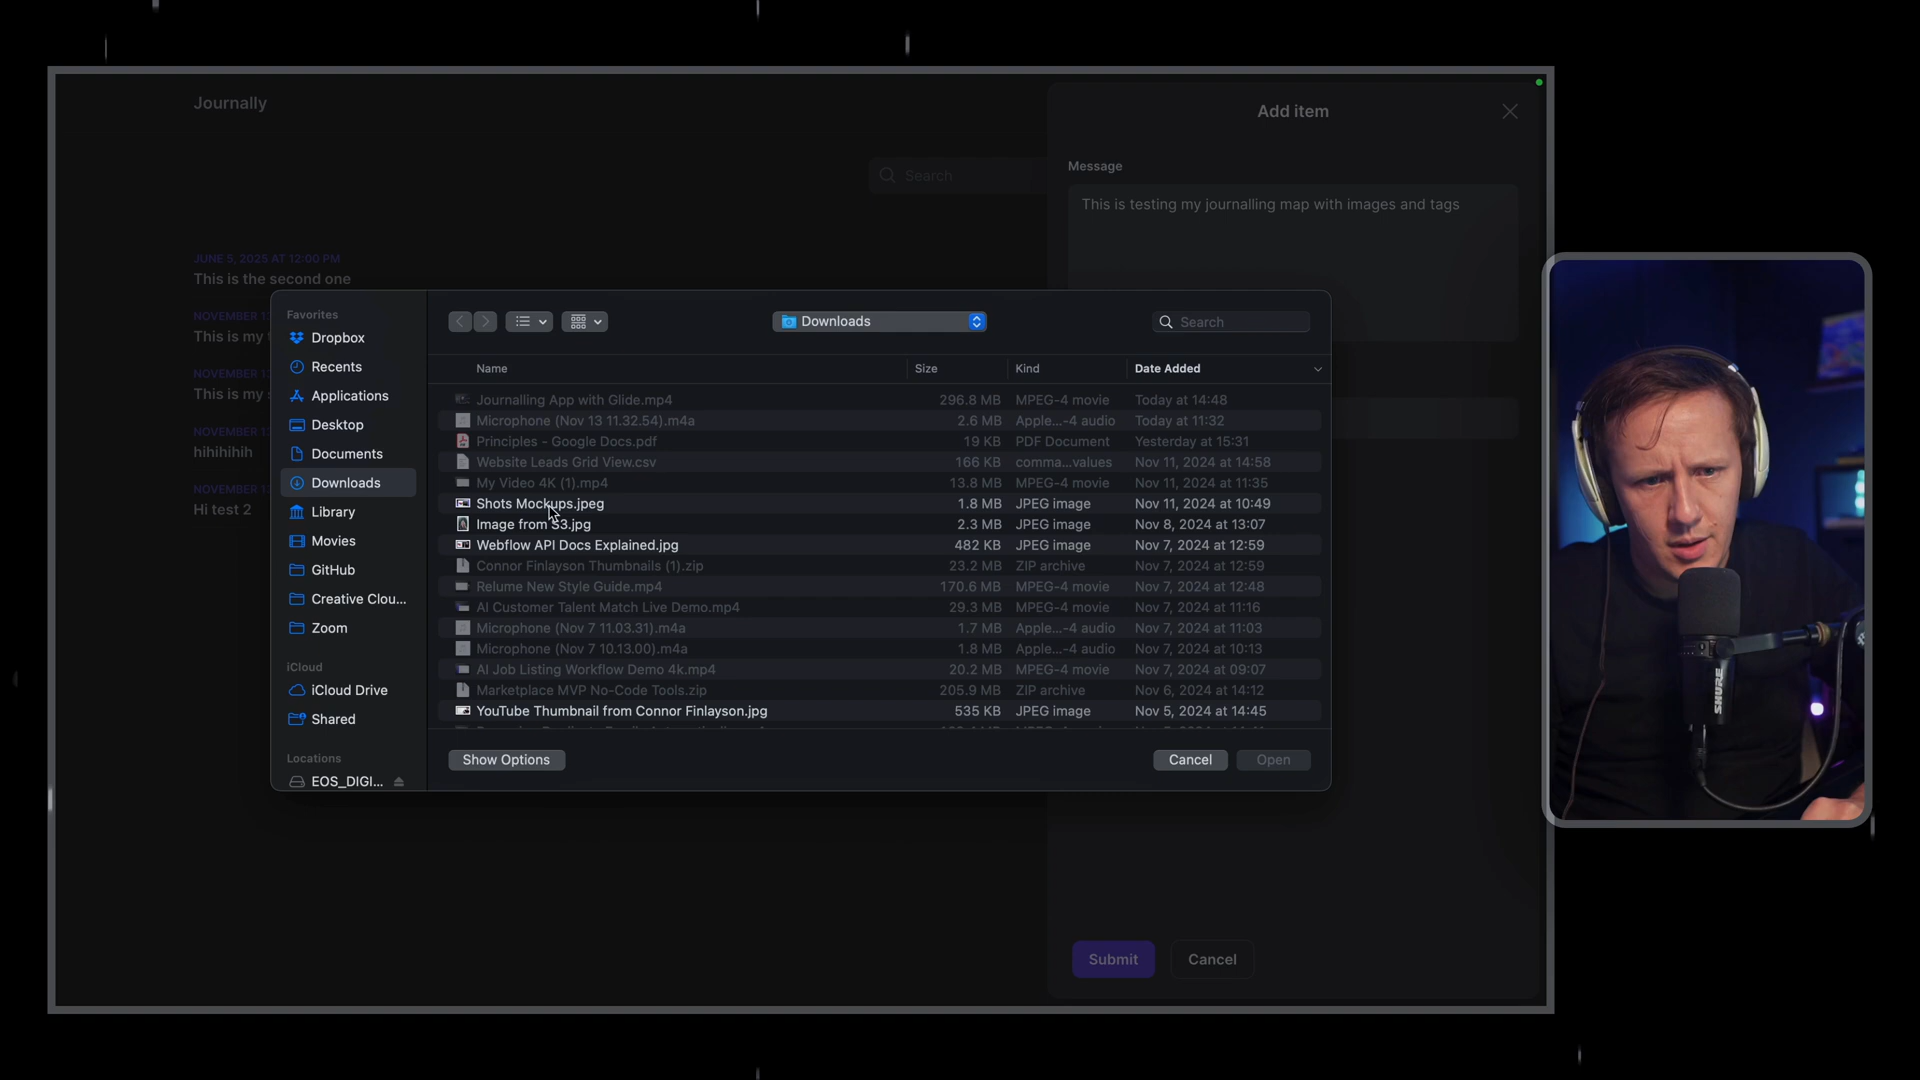 Journally
Search
JUNE 5, 2025 AT 12:00 PM
This is the second one
NOVEMBER 1
This is my
NOVEMBER 1
This is my s
NOVEMBER 1
hihihihih
NOVEMBER 1
Hi test 2
Add item
Message
This is testing my journalling map with images and tags
Submit
Cancel
Favorites
Dropbox
Recents
Applications
Desktop
Documents
Downloads
Library
Movies
GitHub
Creative Clou...
Zoom
iCloud
iCloud Drive
Shared
Locations
EOS_DIGI...
Downloads
Search
Name Size Kind Date Added
Journalling App with Glide.mp4 296.8 MB MPEG-4 movie Today at 14:48
Microphone (Nov 13 11.32.54).m4a 2.6 MB Apple...-4 audio Today at 11:32
Principles - Google Docs.pdf 19 KB PDF Document Yesterday at 15:31
Website Leads Grid View.csv 166 KB comma...values Nov 11, 2024 at 14:58
My Video 4K (1).mp4 13.8 MB MPEG-4 movie Nov 11, 2024 at 11:35
Shots Mockups.jpeg 1.8 MB JPEG image Nov 11, 2024 at 10:49
Image from S3.jpg 2.3 MB JPEG image Nov 8, 2024 at 13:07
Webflow API Docs Explained.jpg 482 KB JPEG image Nov 7, 2024 at 12:59
Connor Finlayson Thumbnails (1).zip 23.2 MB ZIP archive Nov 7, 2024 at 12:59
Relume New Style Guide.mp4 170.6 MB MPEG-4 movie Nov 7, 2024 at 12:48
AI Customer Talent Match Live Demo.mp4 29.3 MB MPEG-4 movie Nov 7, 2024 at 11:16
Microphone (Nov 7 11.03.31).m4a 1.7 MB Apple...-4 audio Nov 7, 2024 at 11:03
Microphone (Nov 7 10.13.00).m4a 1.8 MB Apple...-4 audio Nov 7, 2024 at 10:13
AI Job Listing Workflow Demo 4k.mp4 20.2 MB MPEG-4 movie Nov 7, 2024 at 09:07
Marketplace MVP No-Code Tools.zip 205.9 MB ZIP archive Nov 6, 2024 at 14:12
YouTube Thumbnail from Connor Finlayson.jpg 535 KB JPEG image Nov 5, 2024 at 14:45
Show Options
Cancel
Open
SHURE